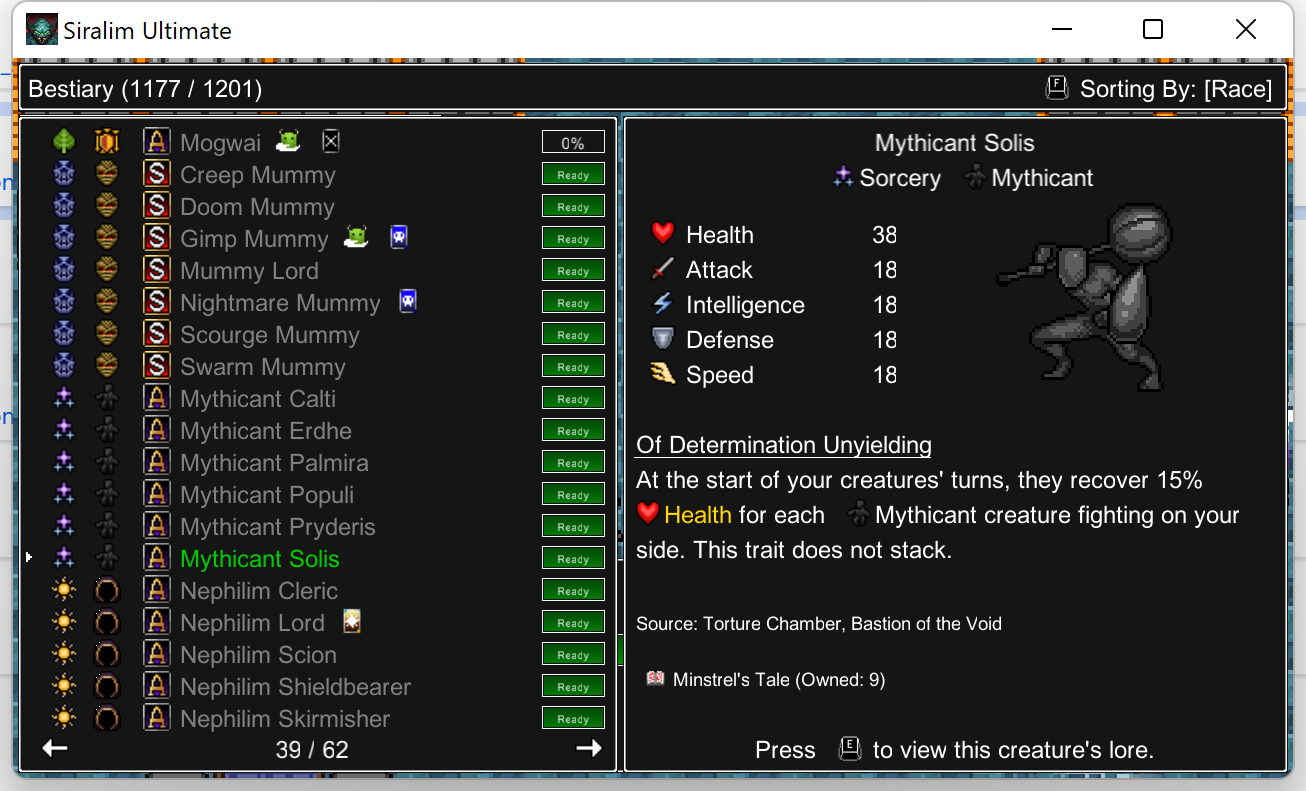 Siralim Ultimate
Bestiary (1177 / 1201)
F
Sorting By: [Race]
A Mogwai 0%
S Creep Mummy Ready
S Doom Mummy Ready
S Gimp Mummy Ready
S Mummy Lord Ready
S Nightmare Mummy Ready
S Scourge Mummy Ready
S Swarm Mummy Ready
A Mythicant Calti Ready
A Mythicant Erdhe Ready
A Mythicant Palmira Ready
A Mythicant Populi Ready
A Mythicant Pryderis Ready
A Mythicant Solis Ready
A Nephilim Cleric Ready
A Nephilim Lord Ready
A Nephilim Scion Ready
A Nephilim Shieldbearer Ready
A Nephilim Skirmisher Ready
39 / 62
Mythicant Solis
Sorcery Mythicant
Health 38
Attack 18
Intelligence 18
Defense 18
Speed 18
Of Determination Unyielding
At the start of your creatures' turns, they recover 15%
Health for each Mythicant creature fighting on your
side. This trait does not stack.
Source: Torture Chamber, Bastion of the Void
Minstrel's Tale (Owned: 9)
Press E to view this creature's lore.